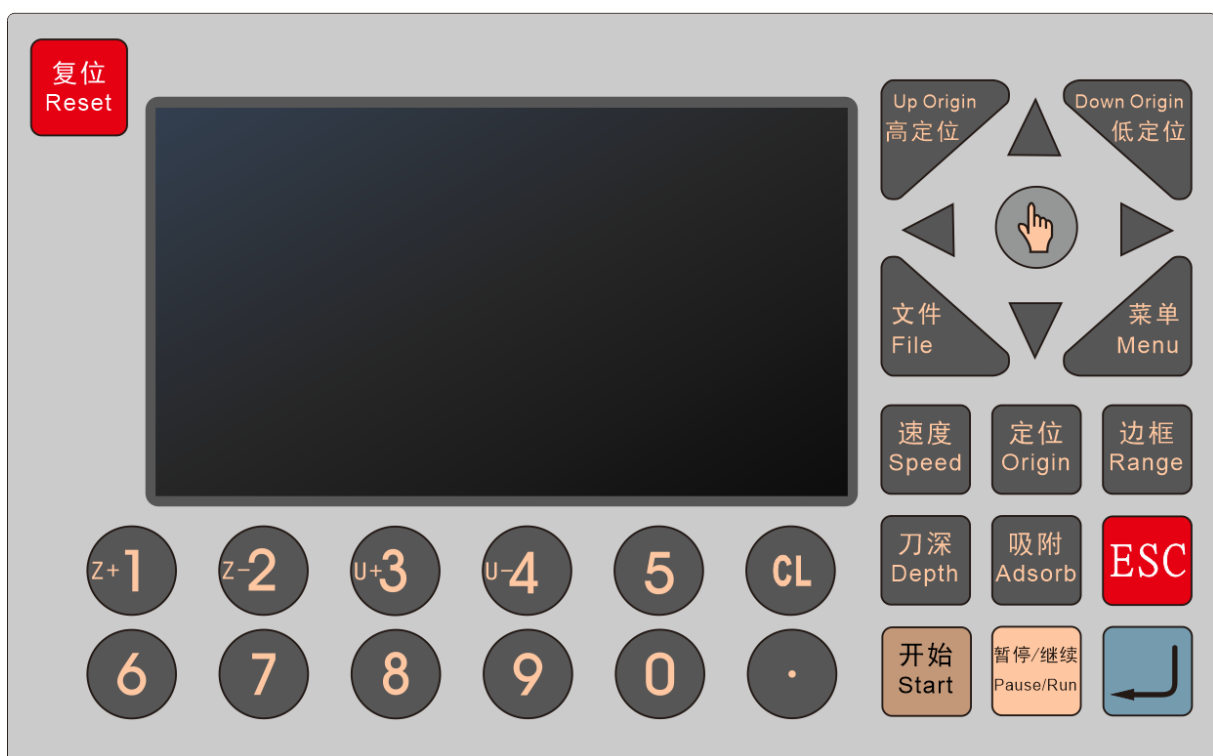 复位
Reset
Up Origin
高定位
Down Origin
低定位
文件
File
菜单
Menu
速度
Speed
定位
Origin
边框
Range
刀深
Depth
吸附
Adsorb
ESC
开始
Start
暂停/继续
Pause/Run
Z+1
Z-2
U+3
U-4
5
CL
6
7
8
9
0
·